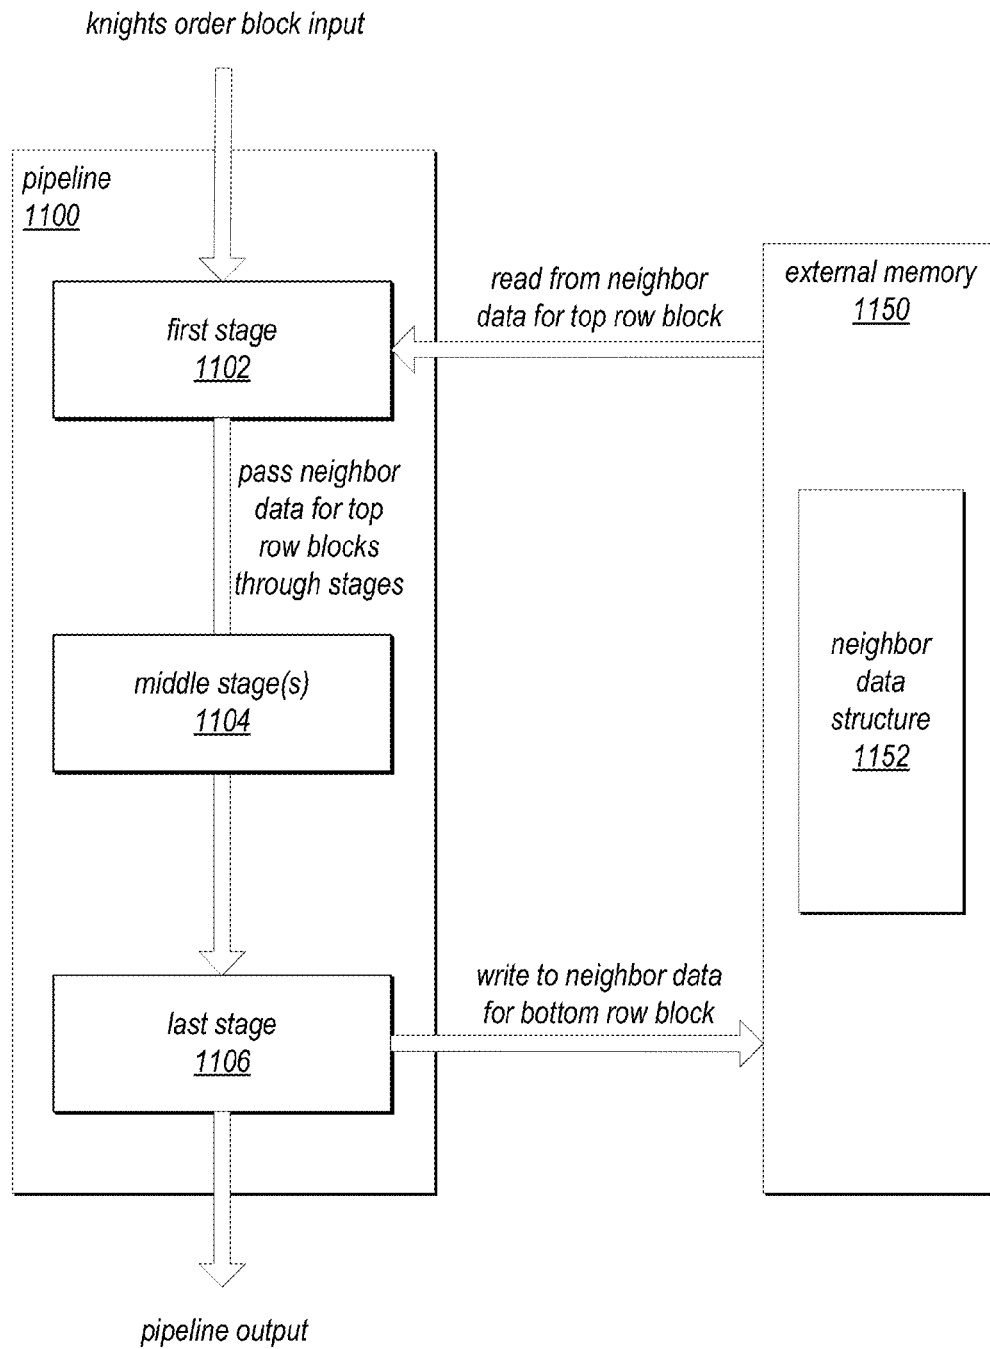 knights order block input
pipeline
1100
first stage
1102
read from neighbor
data for top row block
external memory
1150
pass neighbor
data for top
row blocks
through stages
middle stage(s)
1104
neighbor
data
structure
1152
last stage
1106
write to neighbor data
for bottom row block
pipeline output